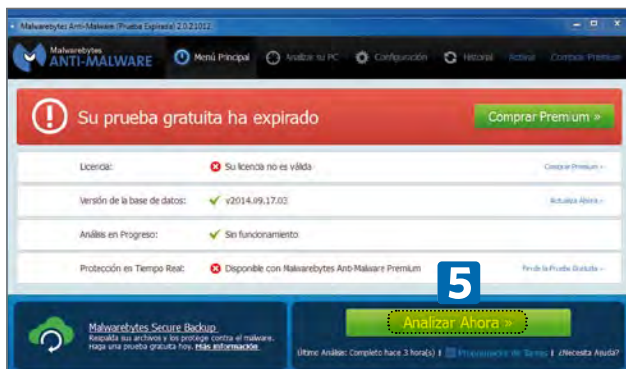 Malwarebytes Anti-Malware (Prueba Expirada) 2.0.2.1012
Malwarebytes
ANTI-MALWARE
Menú Principal
Analizar su PC
Configuración
Historial
Activar
Comprar Premium
Su prueba gratuita ha expirado
Comprar Premium »
Licencia:
Su licencia no es válida
Comprar Premium »
Versión de la base de datos:
v2014.09.17.03
Actualiza Ahora »
Análisis en Progreso:
Sin funcionamiento
Protección en Tiempo Real:
Disponible con Malwarebytes Anti-Malware Premium
Fin de la Prueba Gratuita »
5
Malwarebytes Secure Backup
Respalda sus archivos y los protege contra el malware.
Haga una prueba gratuita hoy. Más información
Analizar Ahora »
Último Análisis: Completo hace 3 hora(s) I Programación de Tareas I ¿Necesita Ayuda?